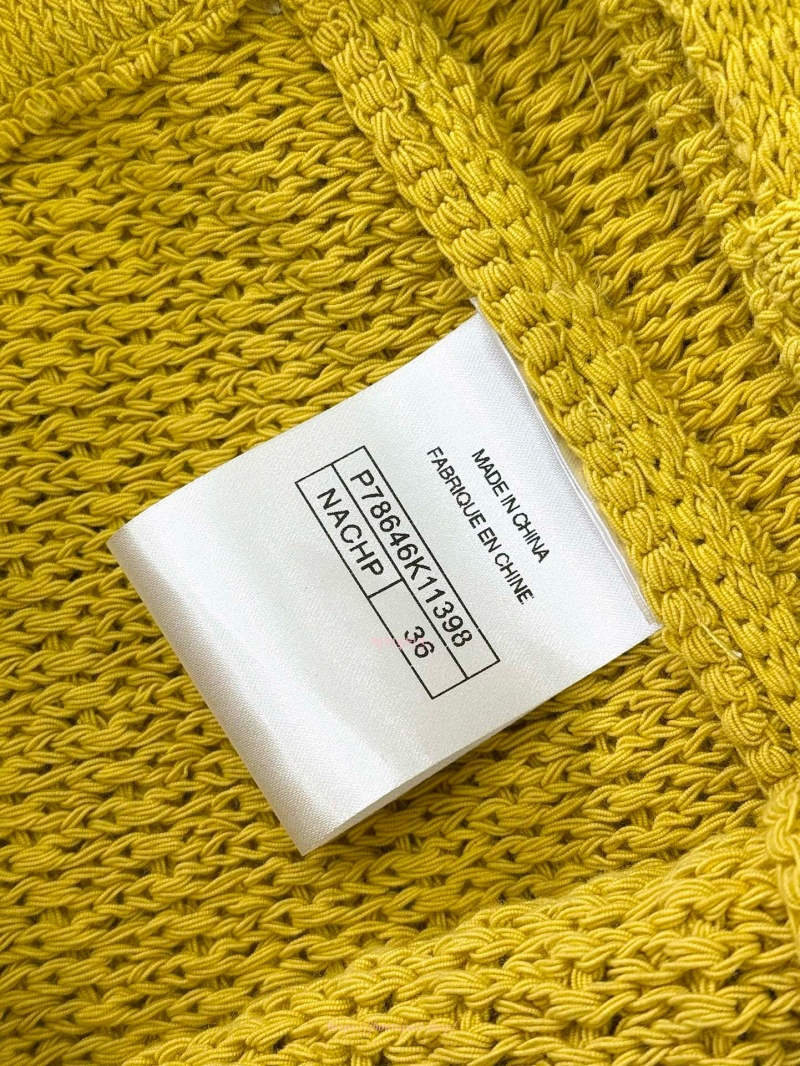 MADE IN CHINA
FABRIQUE EN CHINE
P78646K11398
NACHP 36